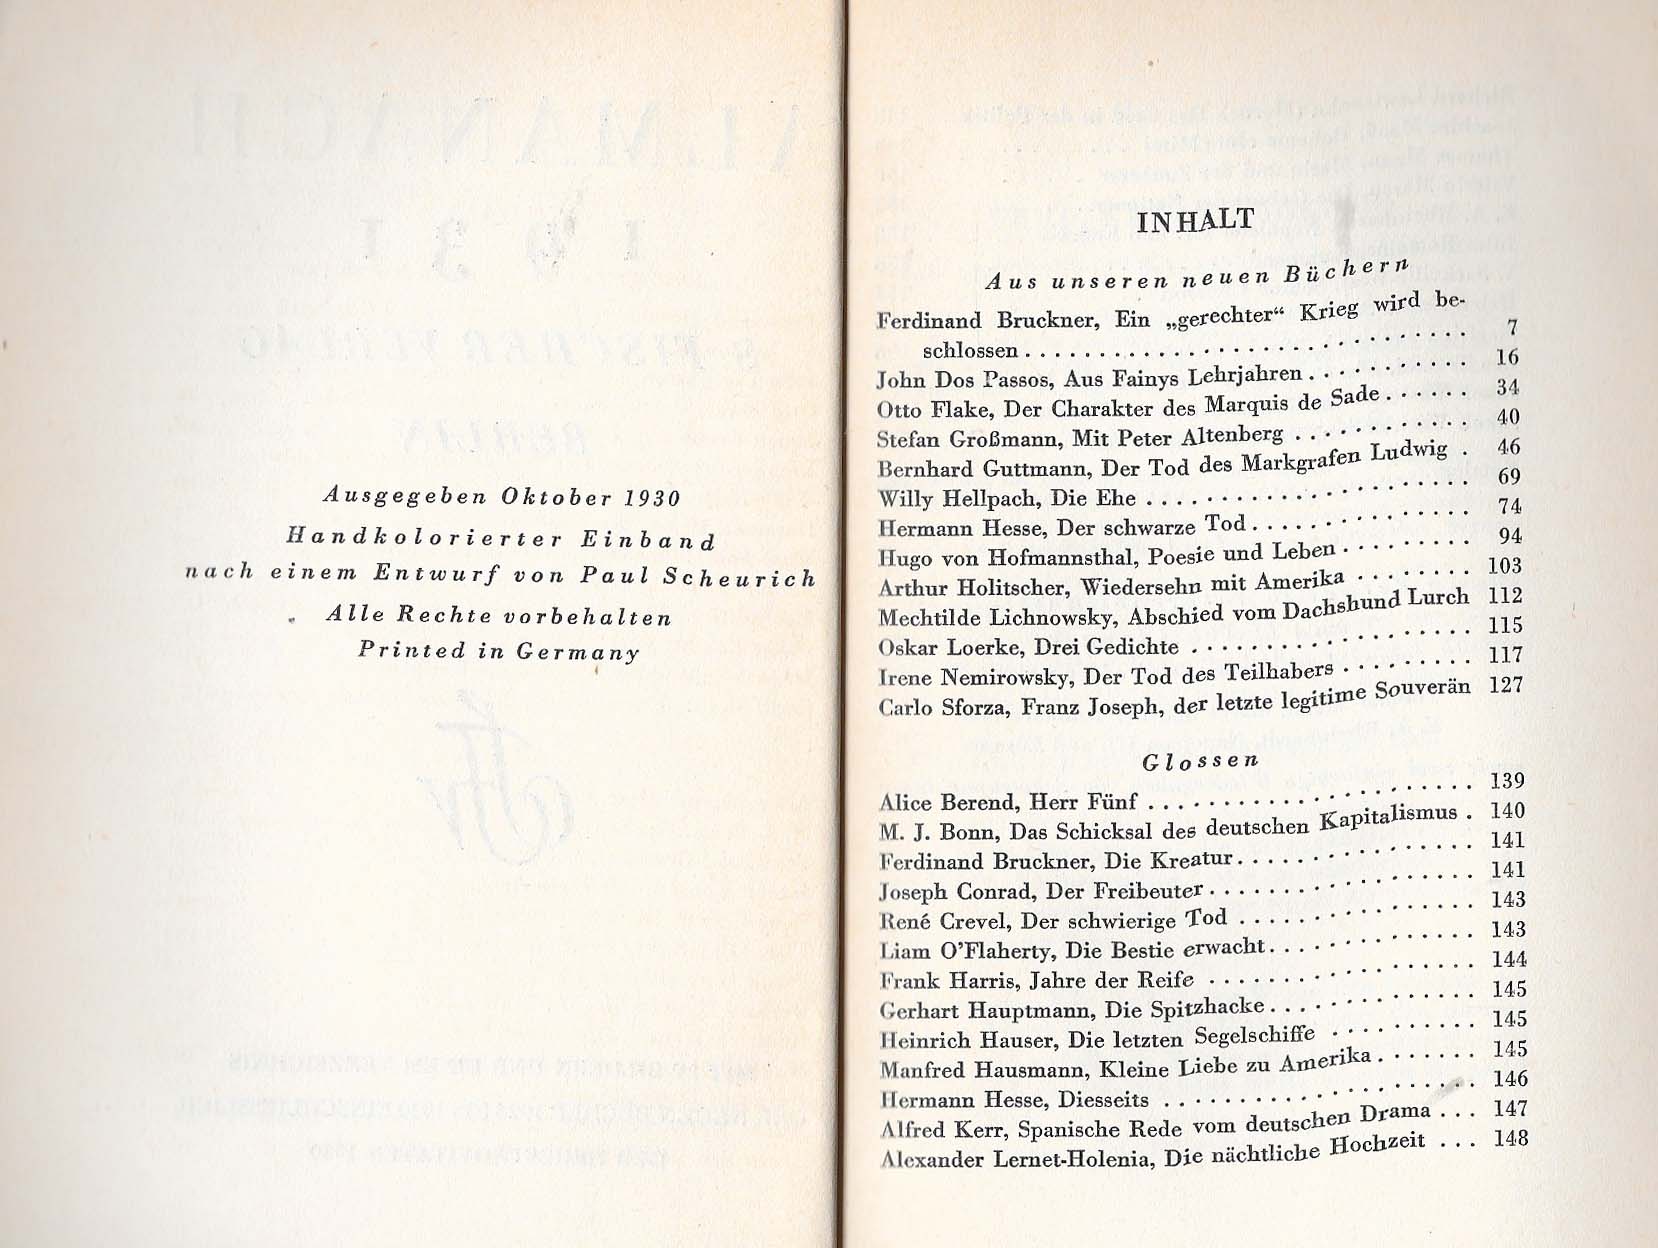 Ausgegeben Oktober 1930
Handkolorierter Einband
nach einem Entwurf von Paul Scheurich
Alle Rechte vorbehalten
Printed in Germany
INHALT
Aus unseren neuen Büchern
Ferdinand Bruckner, Ein „gerechter“ Krieg wird be-
schlossen . . . . . . . . . . . . . . . . . . . . . . . . . . . . . . 7
John Dos Passos, Aus Fainys Lehrjahren . . . . . . . . . . . 16
Otto Flake, Der Charakter des Marquis de Sade . . . . . . 34
Stefan Großmann, Mit Peter Altenberg . . . . . . . . . . . . 40
Bernhard Guttmann, Der Tod des Markgrafen Ludwig . 46
Willy Hellpach, Die Ehe . . . . . . . . . . . . . . . . . . . . . . 69
Hermann Hesse, Der schwarze Tod . . . . . . . . . . . . . . . 74
Hugo von Hofmannsthal, Poesie und Leben . . . . . . . . . 94
Arthur Holitscher, Wiedersehn mit Amerika . . . . . . . . 103
Mechtilde Lichnowsky, Abschied vom Dachshund Lurch 112
Oskar Loerke, Drei Gedichte . . . . . . . . . . . . . . . . . . . 115
Irene Nemirowsky, Der Tod des Teilhabers . . . . . . . . . 117
Carlo Sforza, Franz Joseph, der letzte legitime Souverän 127
Glossen
Alice Berend, Herr Fünf . . . . . . . . . . . . . . . . . . . . . . 139
M. J. Bonn, Das Schicksal des deutschen Kapitalismus . 140
Ferdinand Bruckner, Die Kreatur . . . . . . . . . . . . . . . . 141
Joseph Conrad, Der Freibeuter . . . . . . . . . . . . . . . . . . 141
René Crevel, Der schwierige Tod . . . . . . . . . . . . . . . . 143
Liam O’Flaherty, Die Bestie erwacht . . . . . . . . . . . . . . 143
Frank Harris, Jahre der Reife . . . . . . . . . . . . . . . . . . 144
Gerhart Hauptmann, Die Spitzhacke . . . . . . . . . . . . . . 145
Heinrich Hauser, Die letzten Segelschiffe . . . . . . . . . . 145
Manfred Hausmann, Kleine Liebe zu Amerika . . . . . . . 145
Hermann Hesse, Diesseits . . . . . . . . . . . . . . . . . . . . . 146
Alfred Kerr, Spanische Rede vom deutschen Drama . . . 147
Alexander Lernet-Holenia, Die nächtliche Hochzeit . . . 148